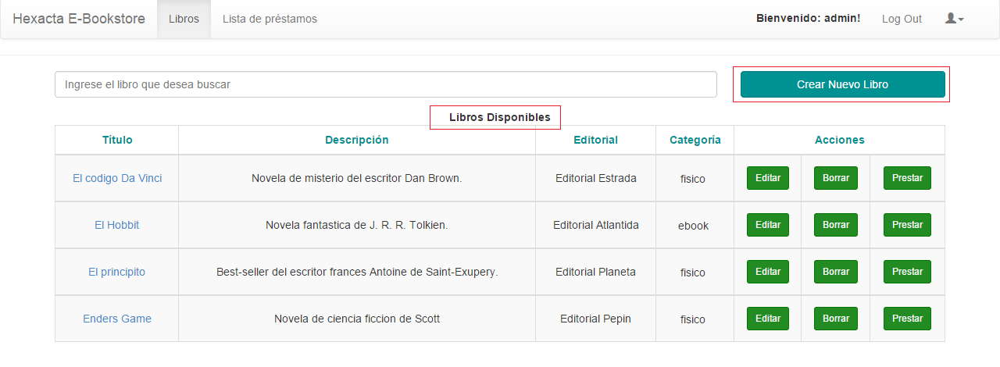 Hexacta E-Bookstore Libros Lista de préstamos Bienvenido: admin! Log Out
Ingrese el libro que desea buscar Crear Nuevo Libro
Libros Disponibles
Título Descripción Editorial Categoría Acciones
El codigo Da Vinci Novela de misterio del escritor Dan Brown. Editorial Estrada fisico Editar Borrar Prestar
El Hobbit Novela fantastica de J. R. R. Tolkien. Editorial Atlantida ebook Editar Borrar Prestar
El principito Best-seller del escritor frances Antoine de Saint-Exupery. Editorial Planeta fisico Editar Borrar Prestar
Enders Game Novela de ciencia ficcion de Scott Editorial Pepin fisico Editar Borrar Prestar